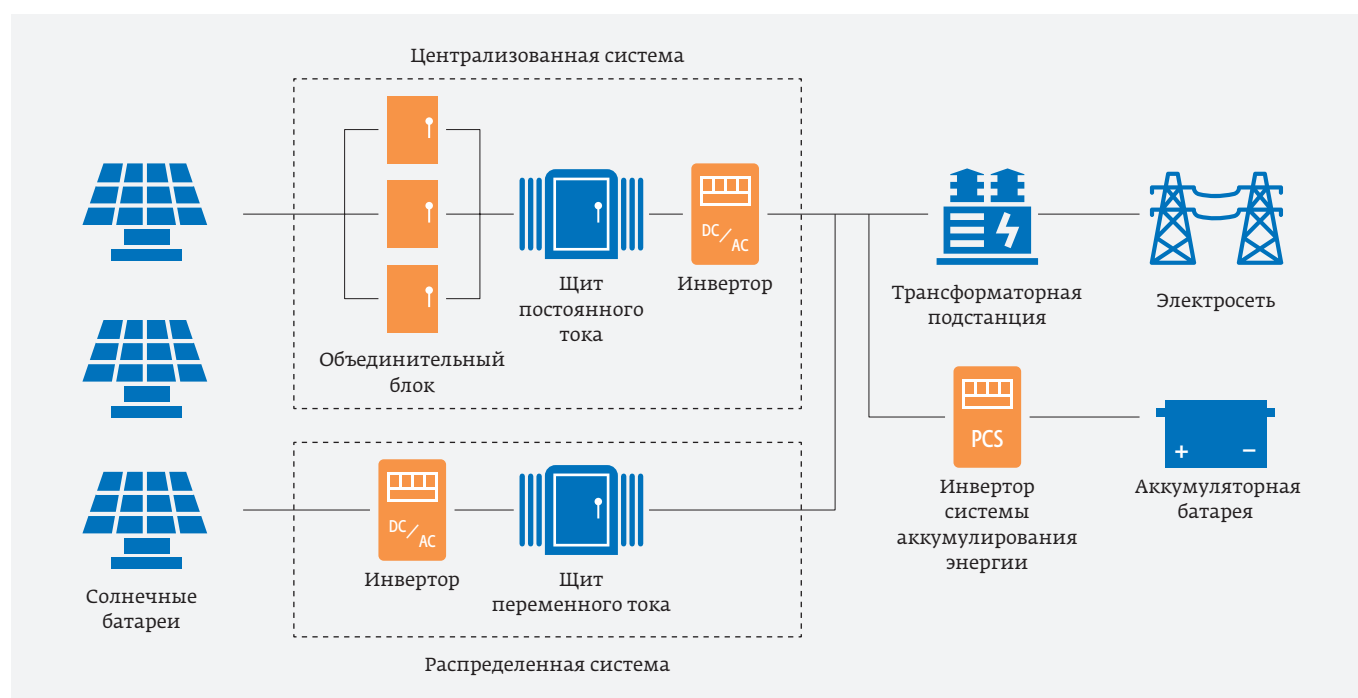 Централизованная система
DC/AC
Щит
постоянного
тока
Инвертор
Объединительный
блок
Трансформаторная
подстанция
Электросеть
DC/AC
Инвертор
Щит
переменного тока
PCS
Инвертор
системы
аккумулирования
энергии
+ −
Аккумуляторная
батарея
Солнечные
батареи
Распределенная система